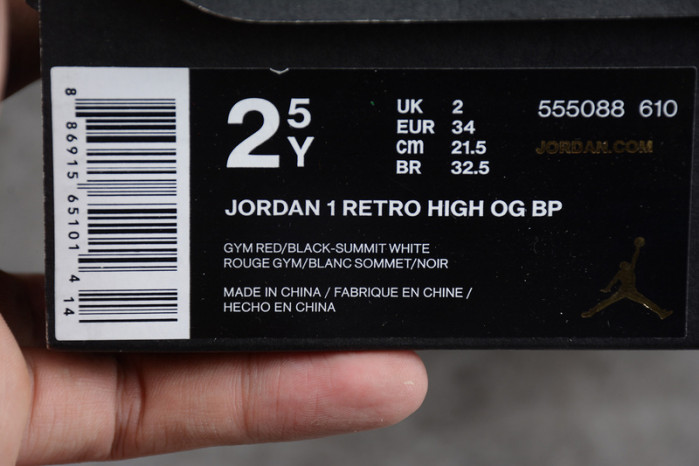 8 86915 65101 4 14
2 5 Y
UK 2
EUR 34
cm 21.5
BR 32.5
555088 610
JORDAN.COM
JORDAN 1 RETRO HIGH OG BP
GYM RED/BLACK-SUMMIT WHITE
ROUGE GYM/BLANC SOMMET/NOIR
MADE IN CHINA / FABRIQUE EN CHINE /
HECHO EN CHINA